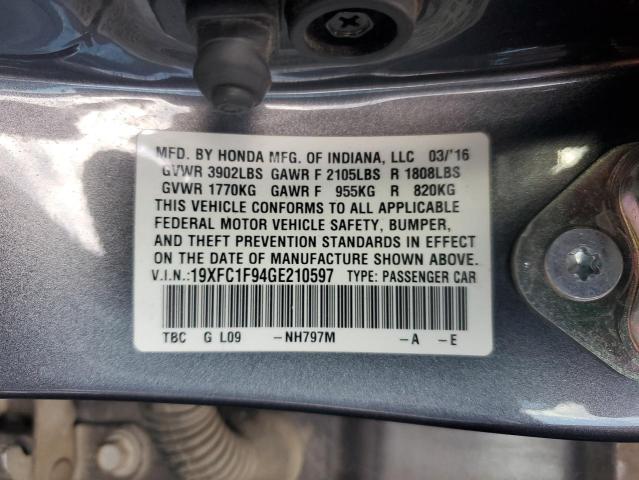 MFD. BY HONDA MFG. OF INDIANA, LLC 03/'16
GVWR 3902LBS GAWR F 2105LBS R 1808LBS
GVWR 1770KG GAWR F 955KG R 820KG
THIS VEHICLE CONFORMS TO ALL APPLICABLE
FEDERAL MOTOR VEHICLE SAFETY, BUMPER,
AND THEFT PREVENTION STANDARDS IN EFFECT
ON THE DATE OF MANUFACTURE SHOWN ABOVE.
V.I.N.:19XFC1F94GE210597 TYPE: PASSENGER CAR
TBC G L09 -NH797M -A -E